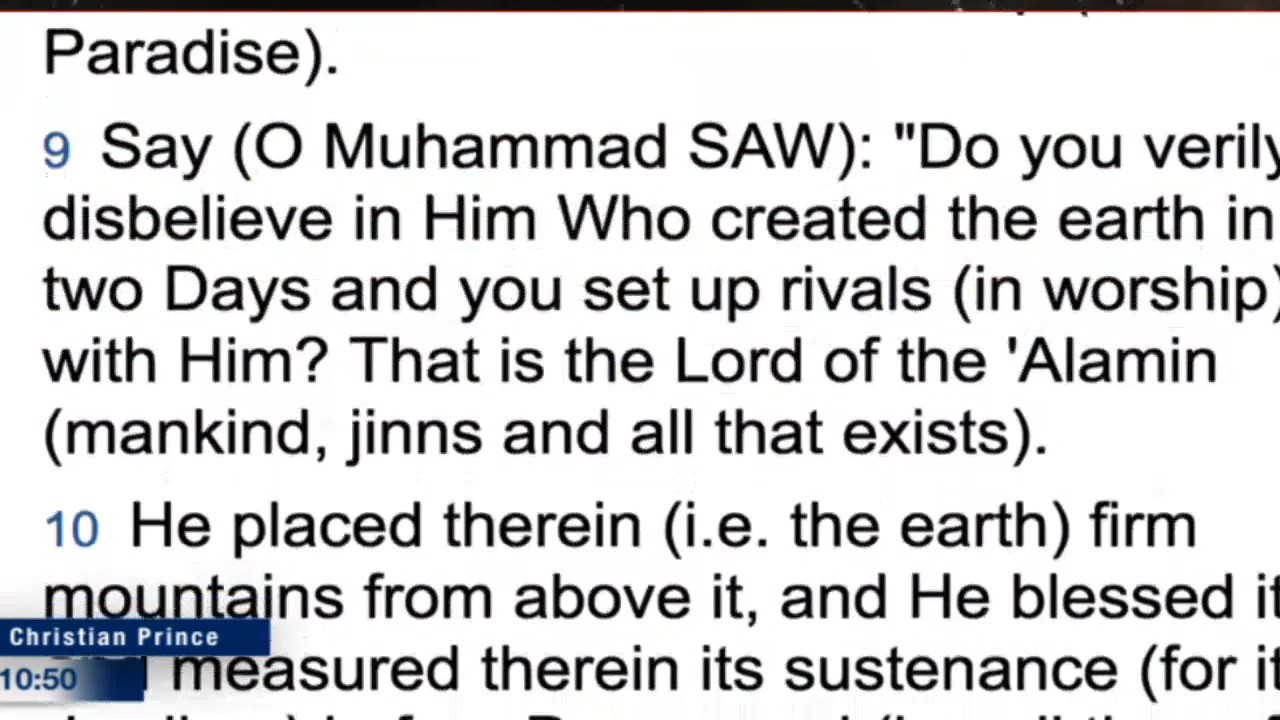 Paradise).
9 Say (O Muhammad SAW): "Do you verily
disbelieve in Him Who created the earth in
two Days and you set up rivals (in worship)
with Him? That is the Lord of the 'Alamin
(mankind, jinns and all that exists).
10 He placed therein (i.e. the earth) firm
mountains from above it, and He blessed it
Christian Prince
measured therein its sustenance (for it
10:50